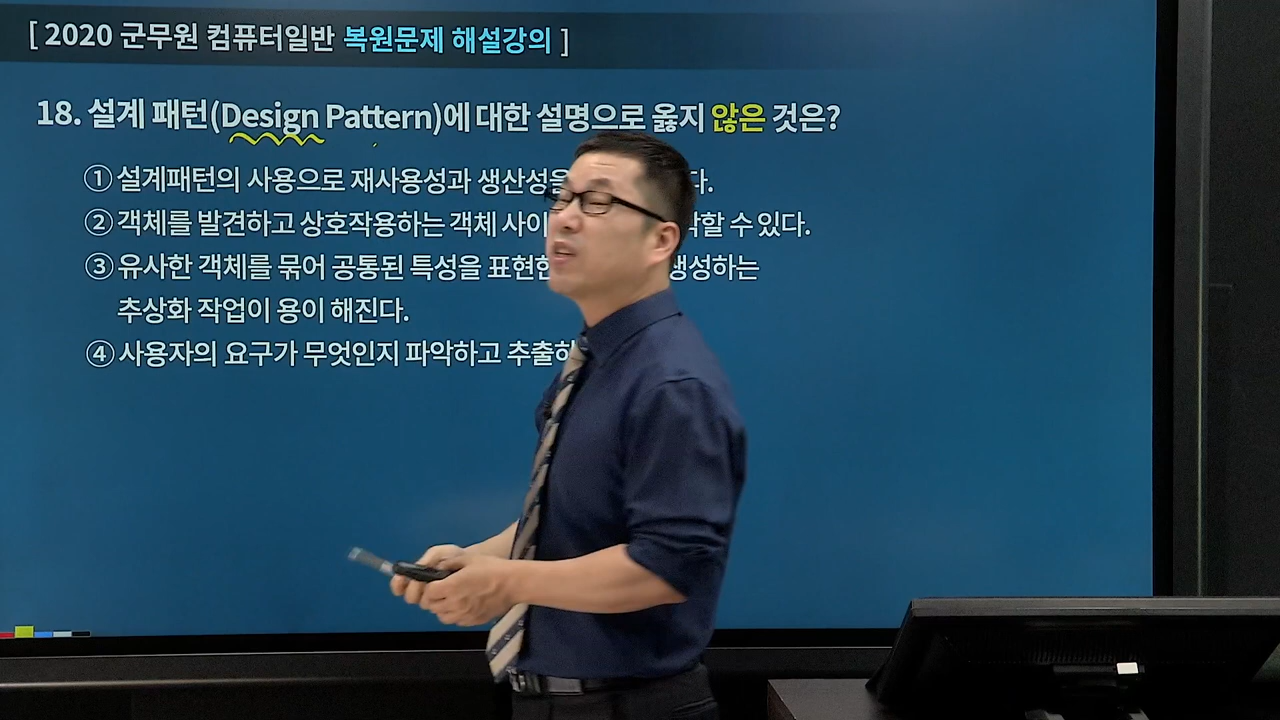 [ 2020 군무원 컴퓨터일반 복원문제 해설강의 ]
18. 설계 패턴(Design Pattern)에 대한 설명으로 옳지 않은 것은?
① 설계패턴의 사용으로 재사용성과 생산성을 다.
② 객체를 발견하고 상호작용하는 객체 사이 할 수 있다.
③ 유사한 객체를 묶어 공통된 특성을 표현한 생성하는
추상화 작업이 용이 해진다.
④ 사용자의 요구가 무엇인지 파악하고 추출하